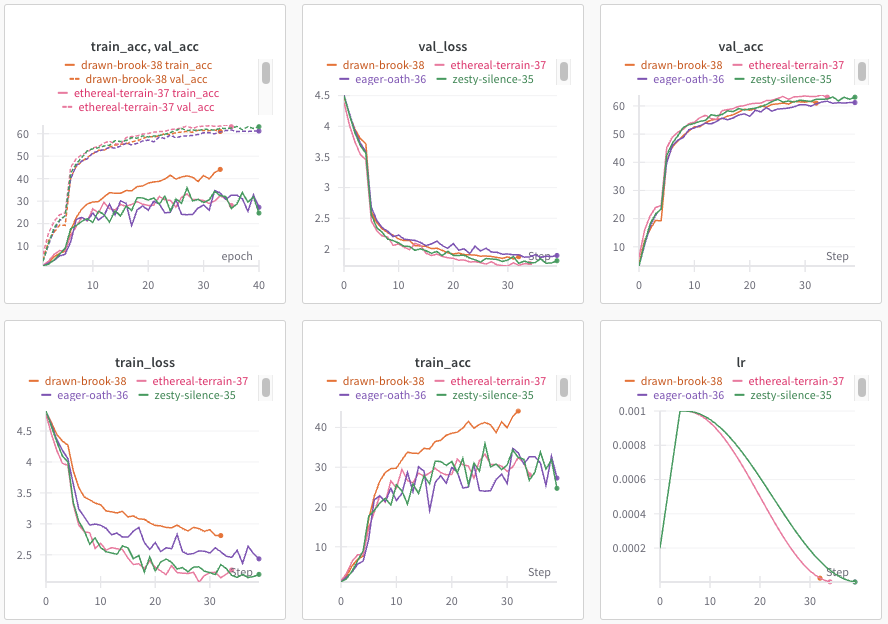 train_acc, val_acc
drawn-brook-38 train_acc
drawn-brook-38 val_acc
ethereal-terrain-37 train_acc
ethereal-terrain-37 val_acc
60
50
40
30
20
10
epoch
10 20 30 40
val_loss
drawn-brook-38 ethereal-terrain-37
eager-oath-36 zesty-silence-35
4.5
4
3.5
3
2.5
2
Step
0 10 20 30
val_acc
drawn-brook-38 ethereal-terrain-37
eager-oath-36 zesty-silence-35
60
50
40
30
20
10
Step
0 10 20 30
train_loss
drawn-brook-38 ethereal-terrain-37
eager-oath-36 zesty-silence-35
4.5
4
3.5
3
2.5
Step
0 10 20 30
train_acc
drawn-brook-38 ethereal-terrain-37
eager-oath-36 zesty-silence-35
40
30
20
10
Step
0 10 20 30
lr
drawn-brook-38 ethereal-terrain-37
eager-oath-36 zesty-silence-35
0.001
0.0008
0.0006
0.0004
0.0002
Step
0 10 20 30